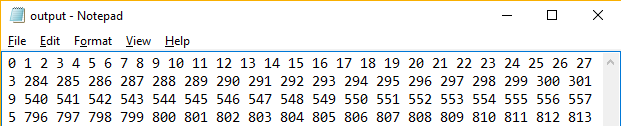 output - Notepad
File Edit Format View Help
0 1 2 3 4 5 6 7 8 9 10 11 12 13 14 15 16 17 18 19 20 21 22 23 24 25 26 27
3 284 285 286 287 288 289 290 291 292 293 294 295 296 297 298 299 300 301
9 540 541 542 543 544 545 546 547 548 549 550 551 552 553 554 555 556 557
5 796 797 798 799 800 801 802 803 804 805 806 807 808 809 810 811 812 813